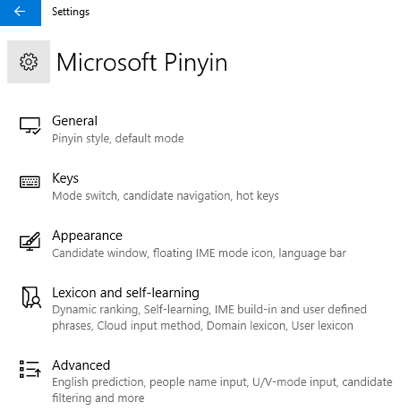 Settings
Microsoft Pinyin
General
Pinyin style, default mode
Keys
Mode switch, candidate navigation, hot keys
Appearance
Candidate window, floating IME mode icon, language bar
Lexicon and self-learning
Dynamic ranking, Self-learning, IME build-in and user defined
phrases, Cloud input method, Domain lexicon, User lexicon
Advanced
English prediction, people name input, U/V-mode input, candidate
filtering and more